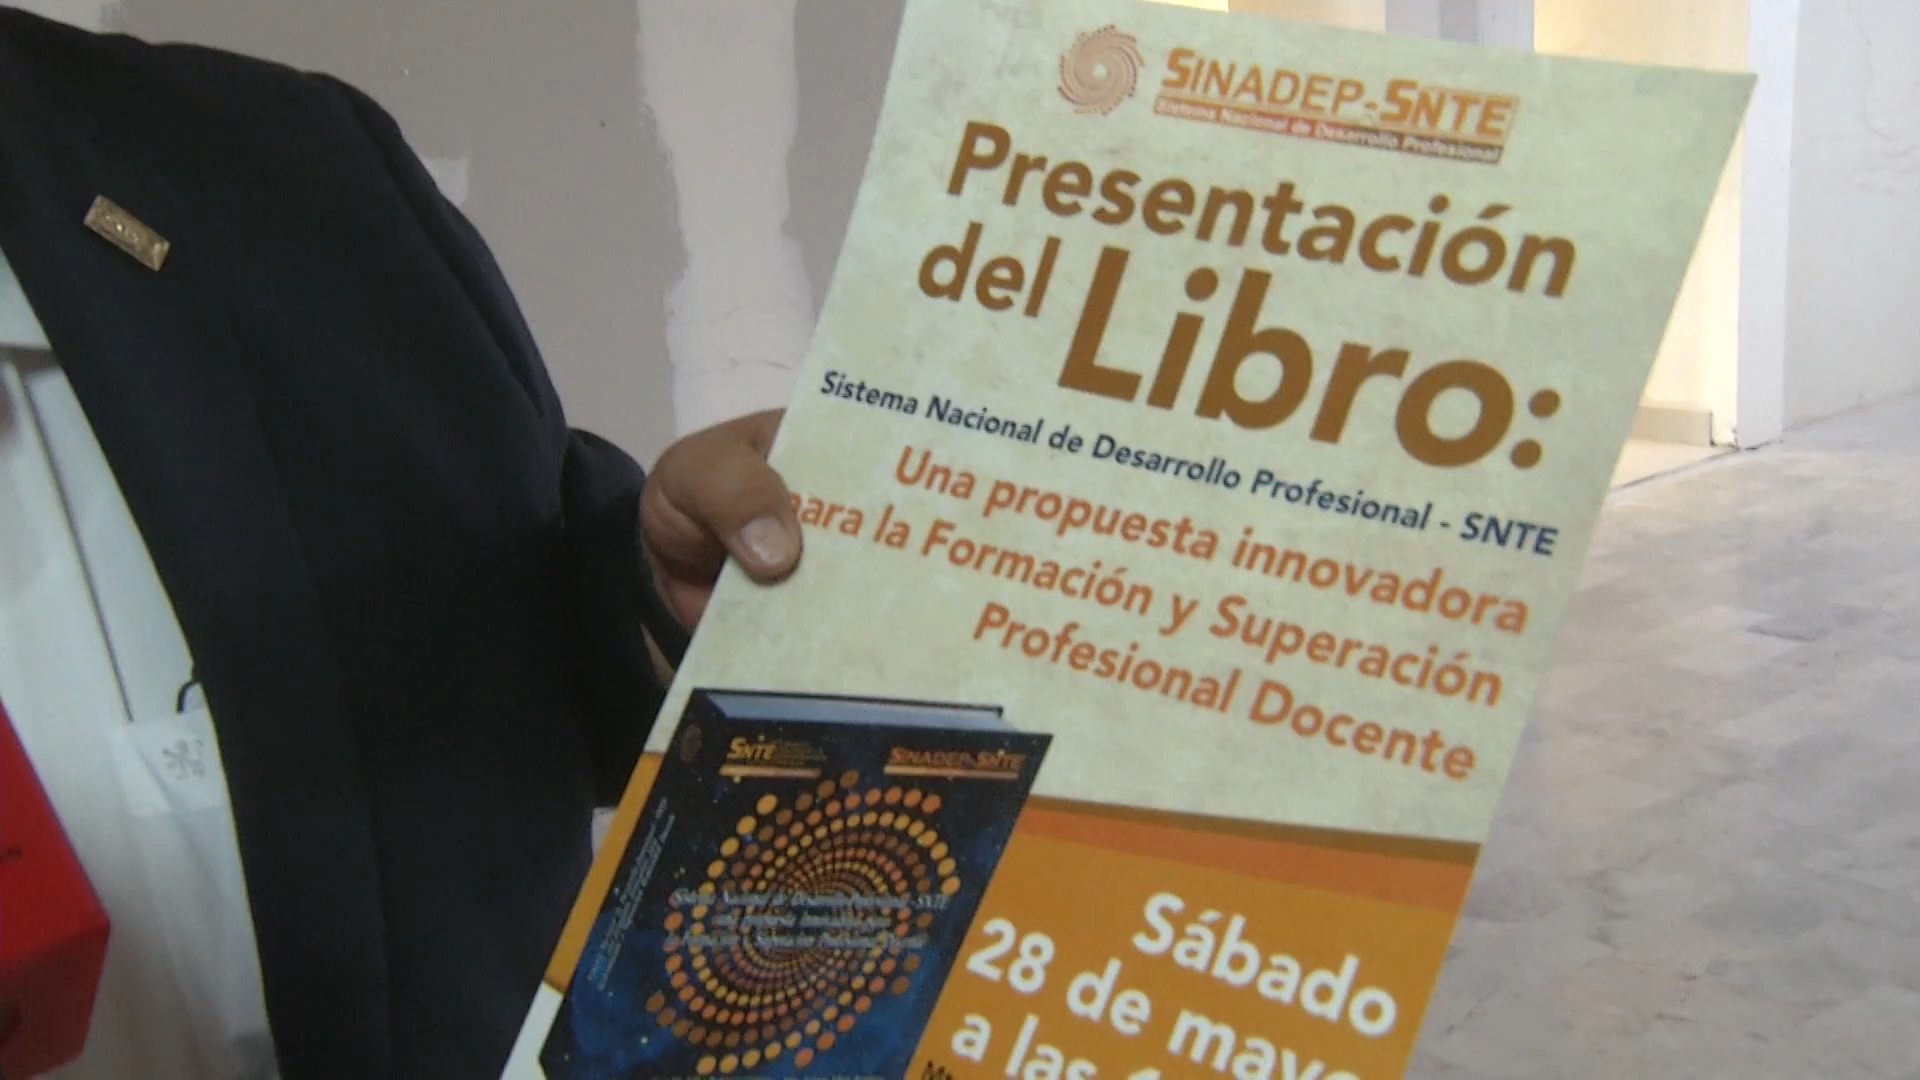 SINADEP-SNTE
Sistema Nacional de Desarrollo Profesional
Presentación
del Libro:
Sistema Nacional de Desarrollo Profesional - SNTE
Una propuesta innovadora
para la Formación y Superación
Profesional Docente
SNTE
SINADEP-SNTE
Sábado
28 de mayo
a las